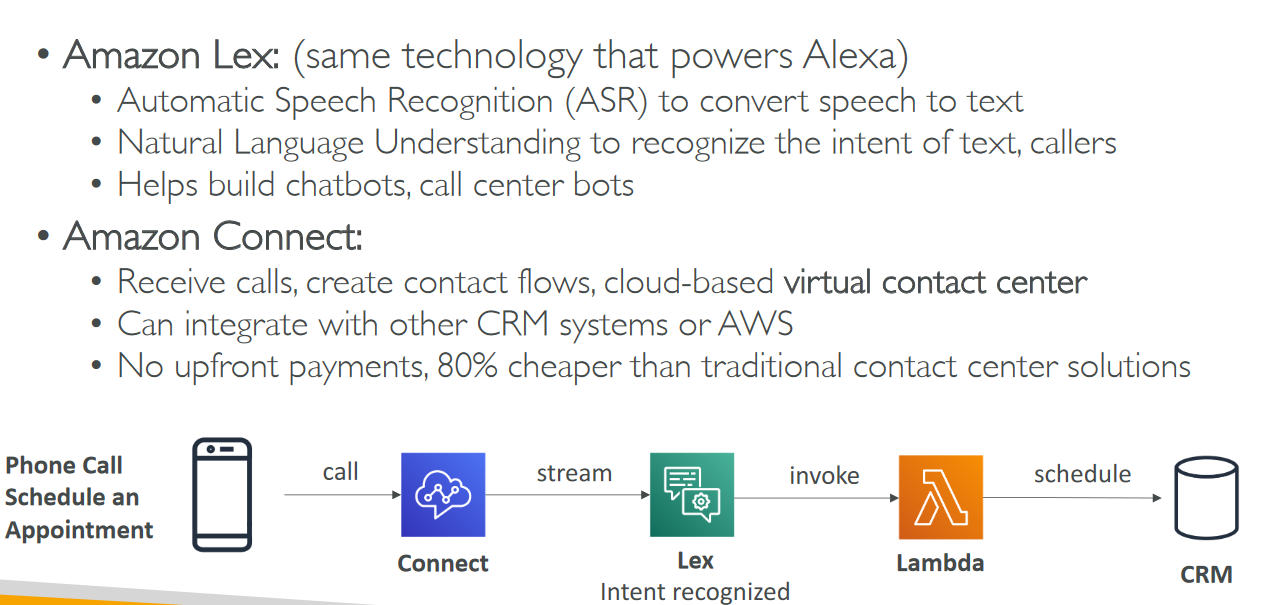 • Amazon Lex: (same technology that powers Alexa)
• Automatic Speech Recognition (ASR) to convert speech to text
• Natural Language Understanding to recognize the intent of text, callers
• Helps build chatbots, call center bots
• Amazon Connect:
• Receive calls, create contact flows, cloud-based virtual contact center
• Can integrate with other CRM systems or AWS
• No upfront payments, 80% cheaper than traditional contact center solutions
Phone Call
Schedule an
Appointment
call
stream
invoke
schedule
Connect
Lex
Intent recognized
Lambda
CRM